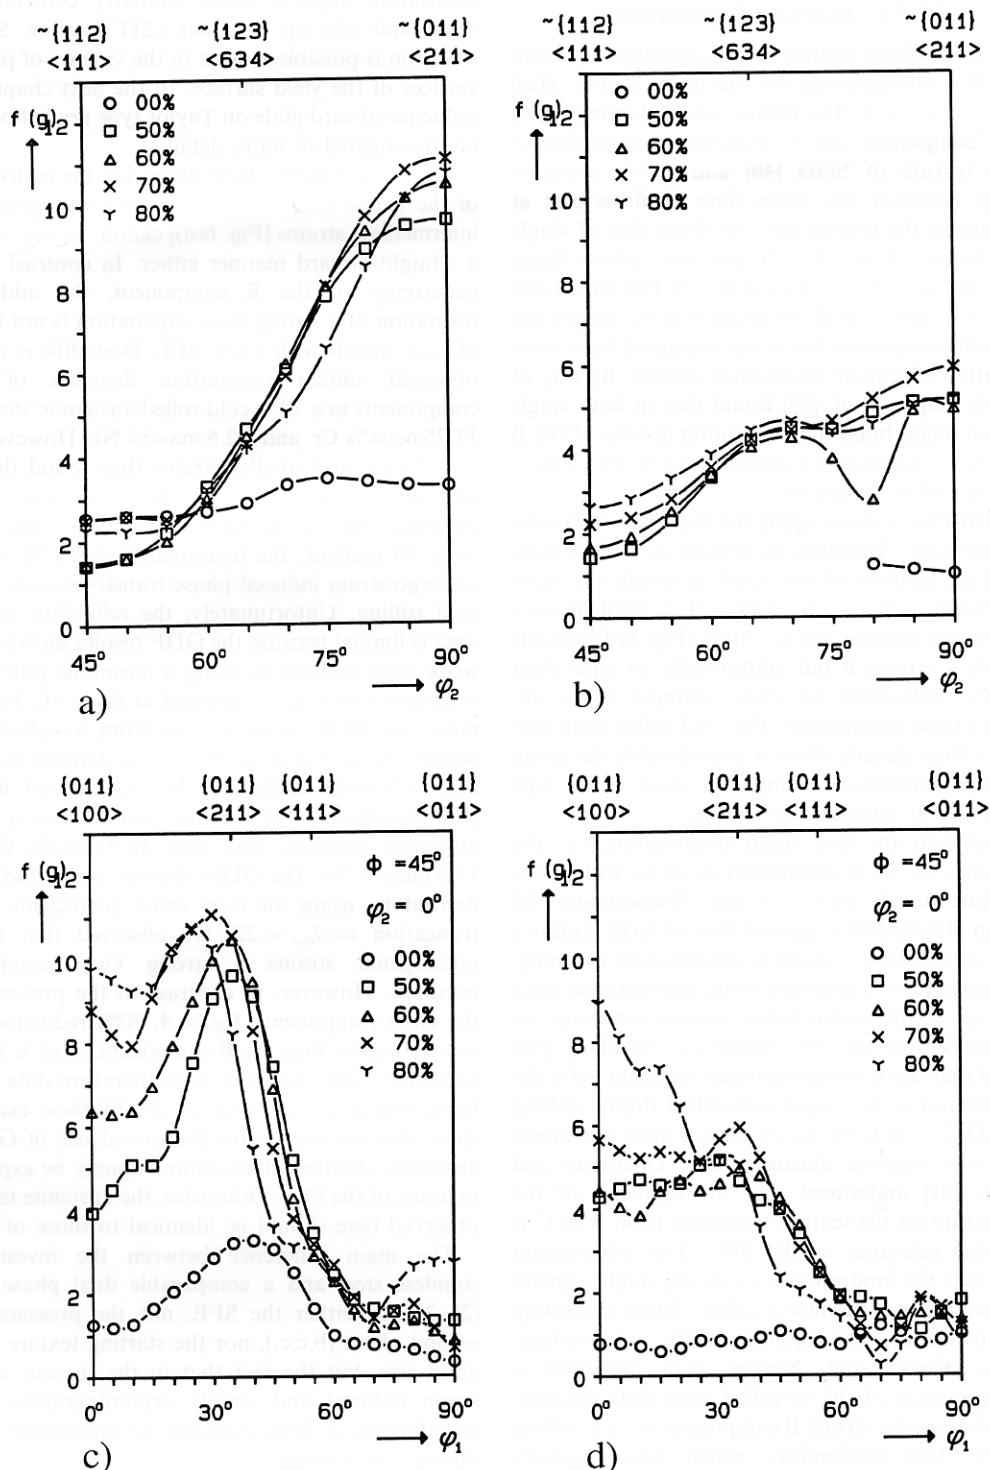 ~{112} ~{123} ~{011}
<111> <634> <211>
f (g)
12
10
8
6
4
2
0
00%
50%
60%
70%
80%
45° 60° 75° 90°
φ₂
a)
~{112} ~{123} ~{011}
<111> <634> <211>
f (g)
12
10
8
6
4
2
0
00%
50%
60%
70%
80%
45° 60° 75° 90°
φ₂
b)
{011} {011} {011} {011}
<100> <211> <111> <011>
f (g)
12
10
8
6
4
2
0
ϕ =45°
φ₂ = 0°
00%
50%
60%
70%
80%
0° 30° 60° 90°
φ₁
c)
{011} {011} {011} {011}
<100> <211> <111> <011>
f (g)
12
10
8
6
4
2
0
ϕ =45°
φ₂ = 0°
00%
50%
60%
70%
80%
0° 30° 60° 90°
φ₁
d)